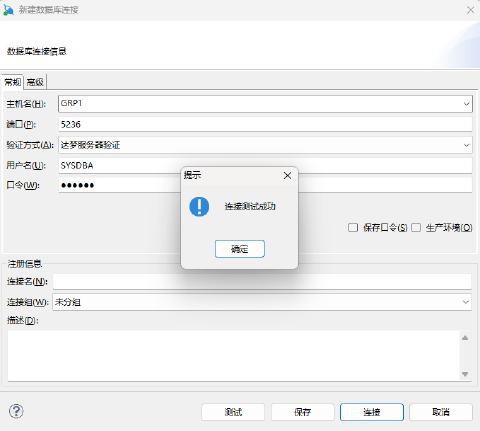 新建数据库连接
数据库连接信息
常规 高级
主机名(H): GRP1
端口(P): 5236
验证方式(A): 达梦服务器验证
用户名(U): SYSDBA
口令(W): ●●●●●●
提示
连接测试成功
确定
保存口令(S) 生产环境(O)
注册信息
连接名(N):
连接组(W): 未分组
描述(D):
测试 保存 连接 取消